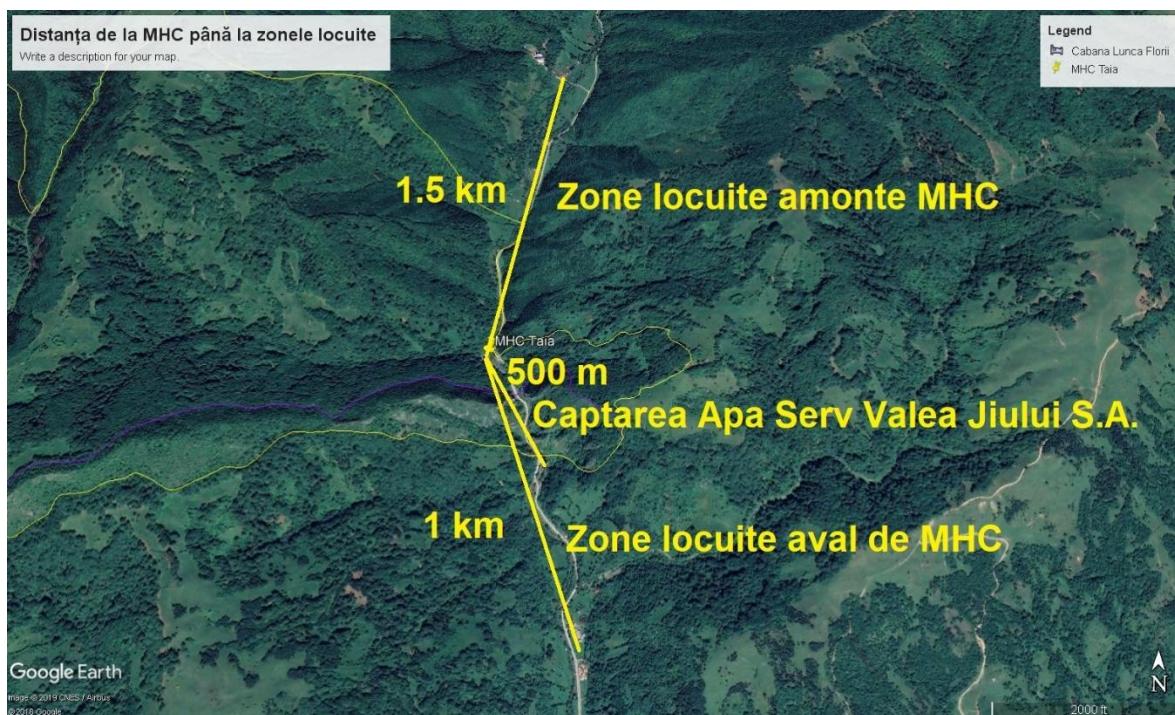 Distanța de la MHC până la zonele locuite
Write a description for your map.
Legend
Cabana Lunca Florii
MHC Taia
1.5 km
Zone locuite amonte MHC
MHC Taia
500 m
Captarea Apa Serv Valea Jiului S.A.
1 km
Zone locuite aval de MHC
Google Earth
Image © 2019 CNES / Airbus
© 2018 Google
N
2000 ft